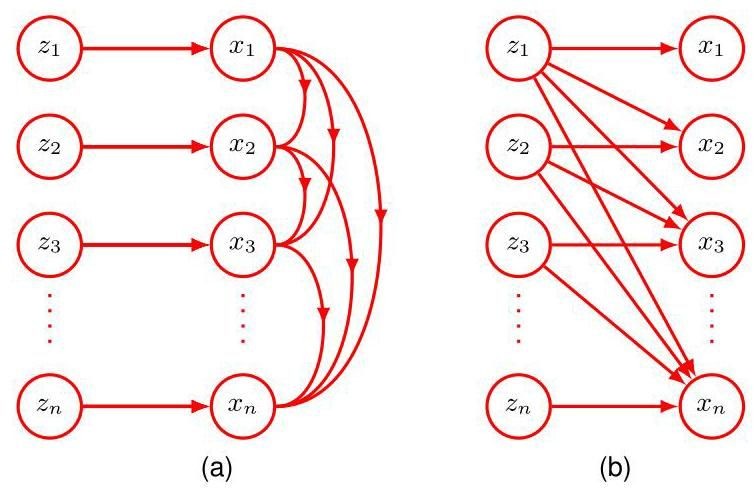 z₁ x₁ z₁ x₁
z₂ x₂ z₂ x₂
z₃ x₃ z₃ x₃
zₙ xₙ zₙ xₙ
(a) (b)